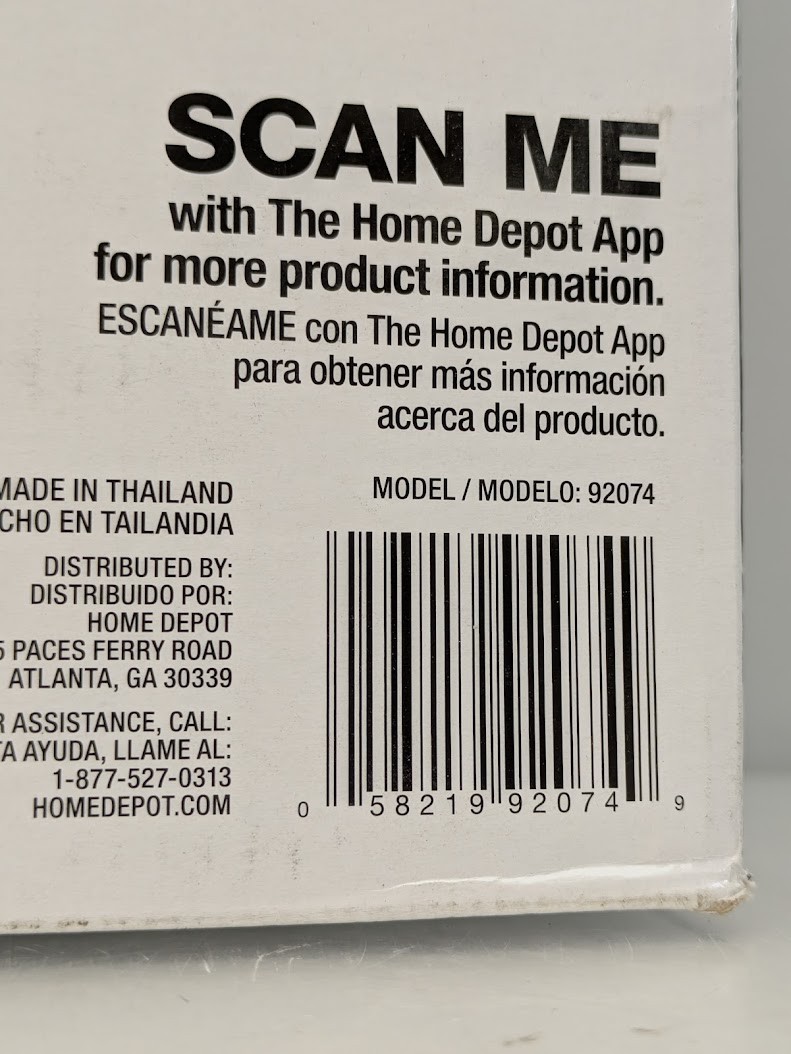 SCAN ME
with The Home Depot App
for more product information.
ESCANÉAME con The Home Depot App
para obtener más información
acerca del producto.
MADE IN THAILAND
CHO EN TAILANDIA
DISTRIBUTED BY:
DISTRIBUIDO POR:
HOME DEPOT
5 PACES FERRY ROAD
ATLANTA, GA 30339
R ASSISTANCE, CALL:
TA AYUDA, LLAME AL:
1-877-527-0313
HOMEDEPOT.COM
MODEL / MODELO: 92074
0 58219 92074 9